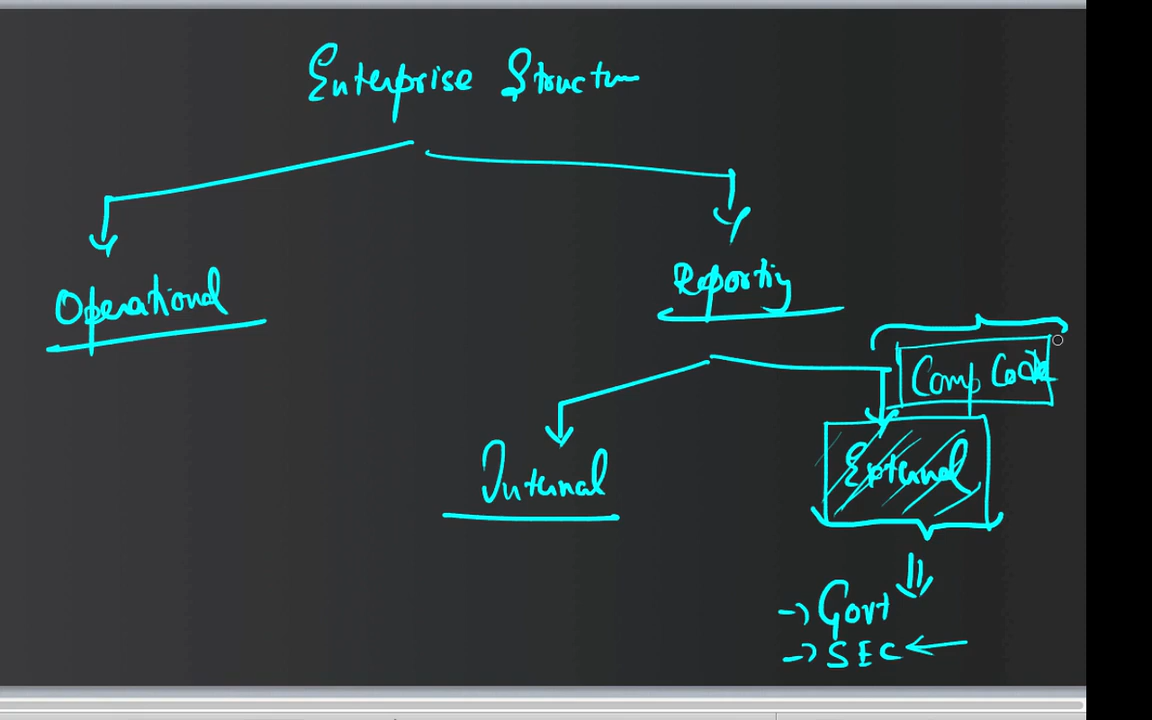 Enterprise Structure
Operational
Reporting
Comp Code
Internal
External
-> Govt
-> SEC <-